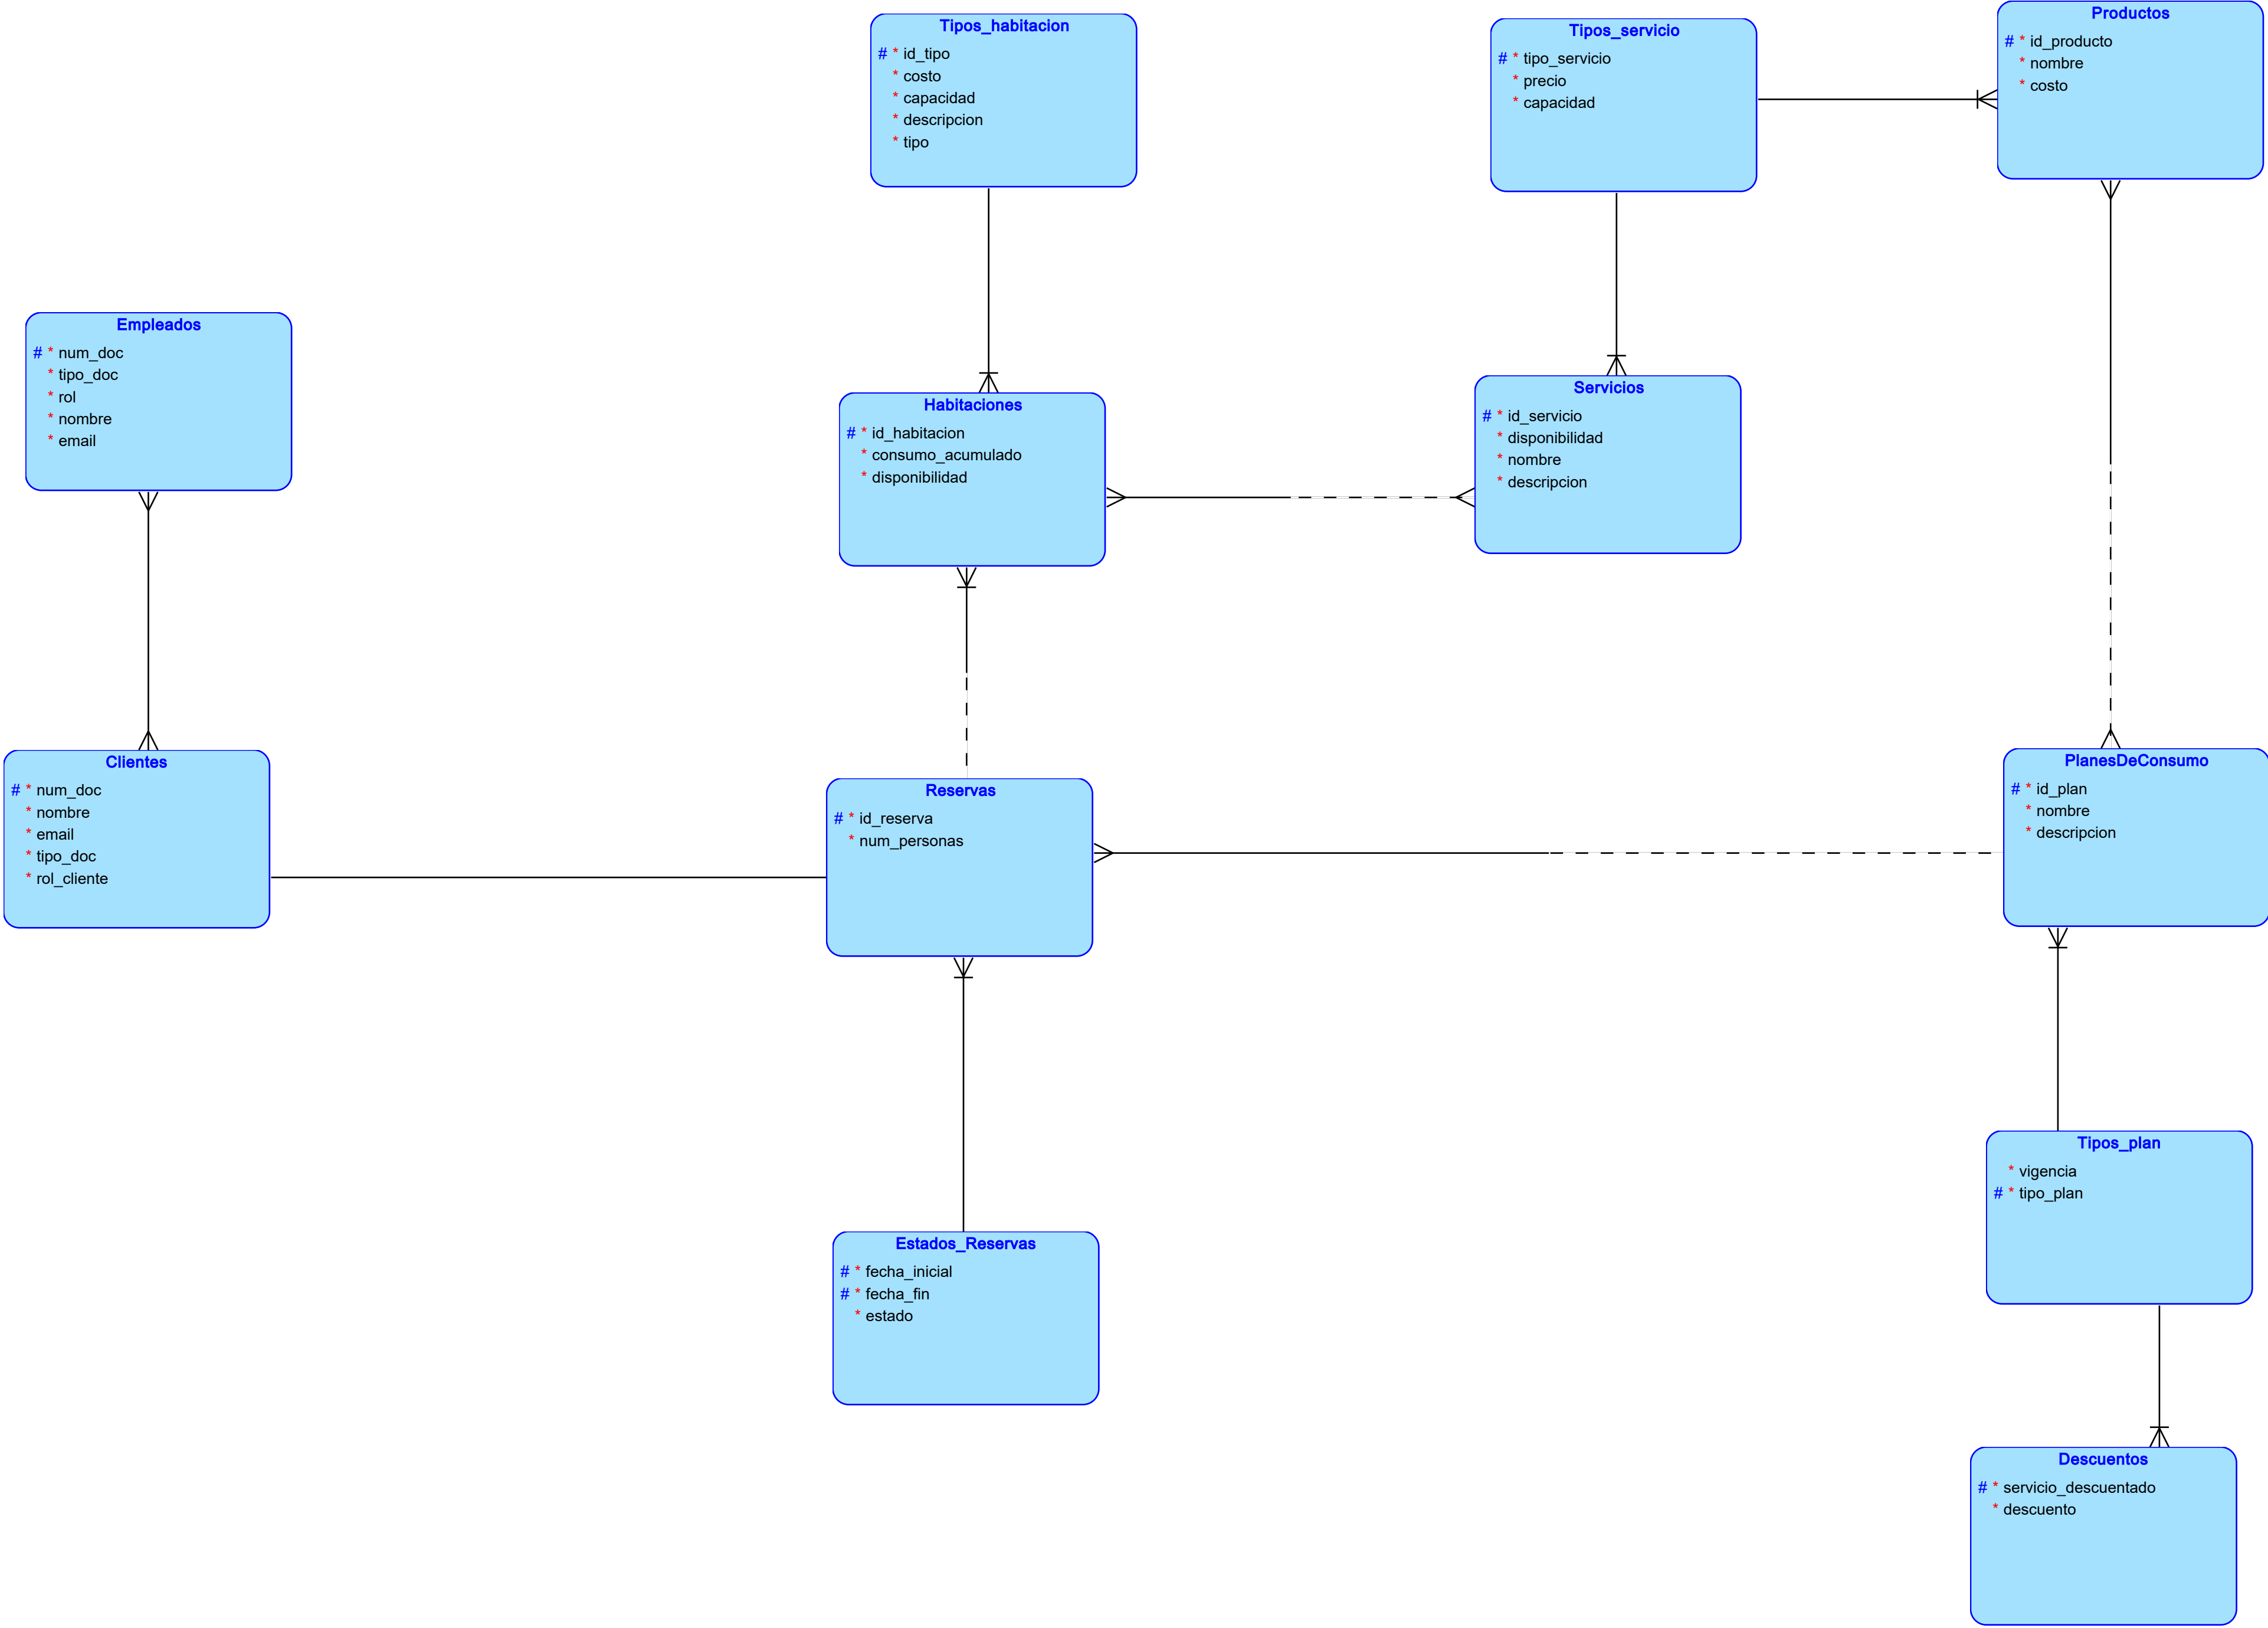 Tipos_habitacion
# * id_tipo
* costo
* capacidad
* descripcion
* tipo
Tipos_servicio
# * tipo_servicio
* precio
* capacidad
Productos
# * id_producto
* nombre
* costo
Empleados
# * num_doc
* tipo_doc
* rol
* nombre
* email
Habitaciones
# * id_habitacion
* consumo_acumulado
* disponibilidad
Servicios
# * id_servicio
* disponibilidad
* nombre
* descripcion
Clientes
# * num_doc
* nombre
* email
* tipo_doc
* rol_cliente
Reservas
# * id_reserva
* num_personas
PlanesDeConsumo
# * id_plan
* nombre
* descripcion
Tipos_plan
* vigencia
# * tipo_plan
Estados_Reservas
# * fecha_inicial
# * fecha_fin
* estado
Descuentos
# * servicio_descuentado
* descuento